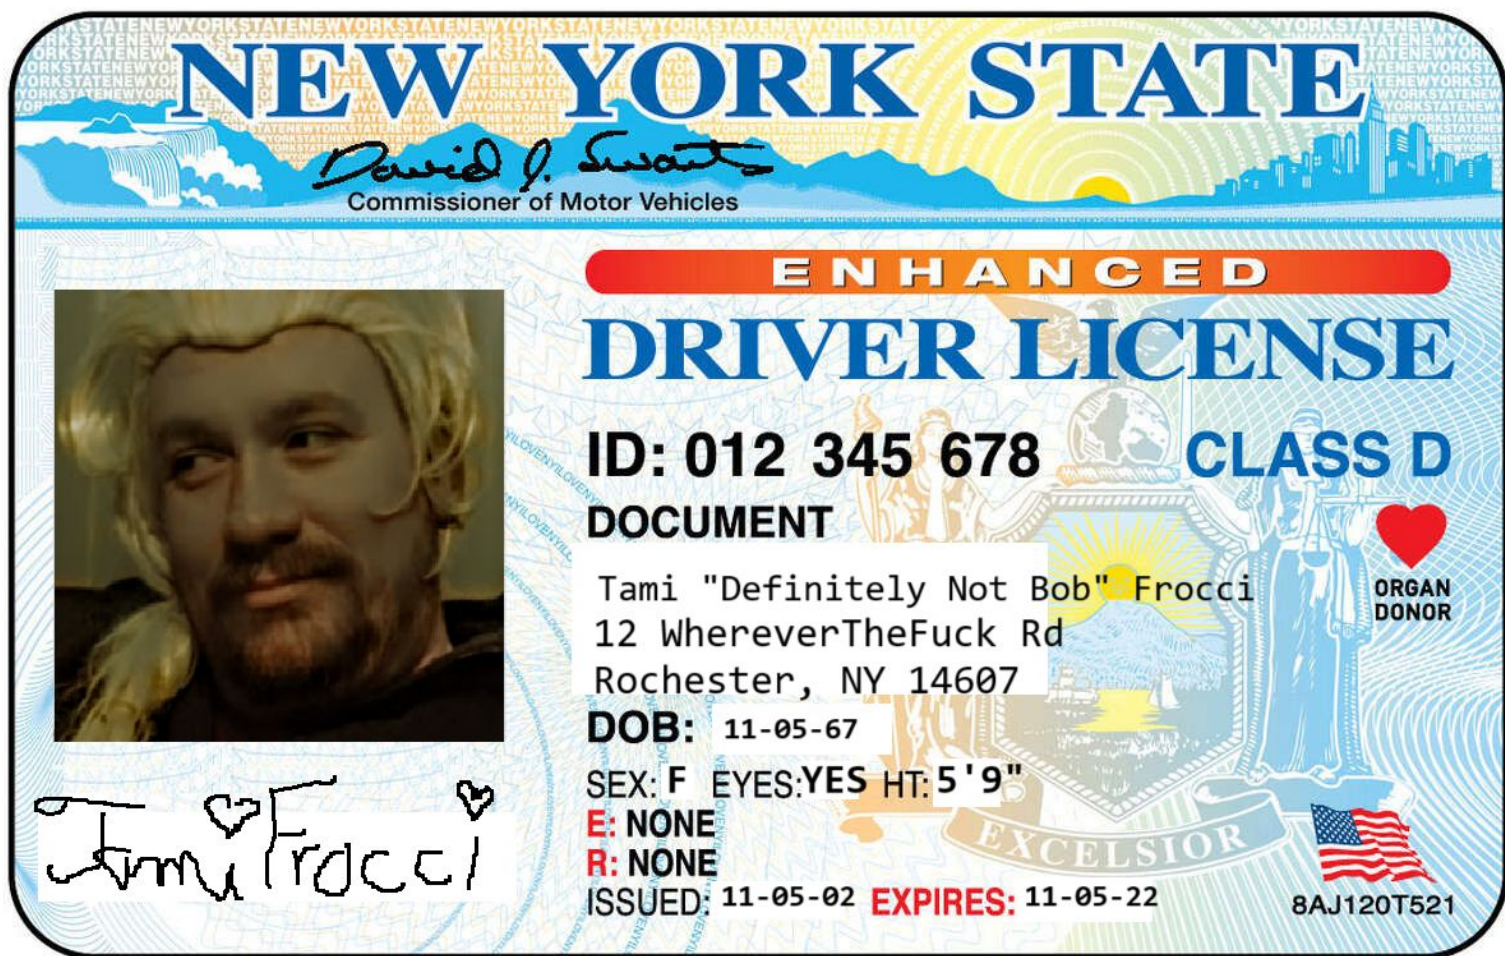 NEW YORK STATE
David J. Swarts
Commissioner of Motor Vehicles
ENHANCED
DRIVER LICENSE
ID: 012 345 678 CLASS D
DOCUMENT
Tami "Definitely Not Bob" Frocci
12 WhereverTheFuck Rd
Rochester, NY 14607
ORGAN
DONOR
DOB: 11-05-67
SEX: F EYES: YES HT: 5'9"
E: NONE
R: NONE
ISSUED: 11-05-02 EXPIRES: 11-05-22
EXCELSIOR
8AJ120T521
Tami Frocci